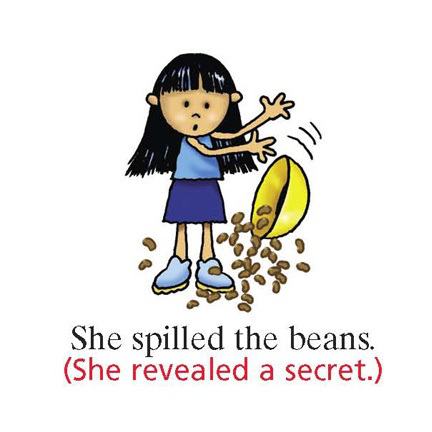 She spilled the beans.
(She revealed a secret.)